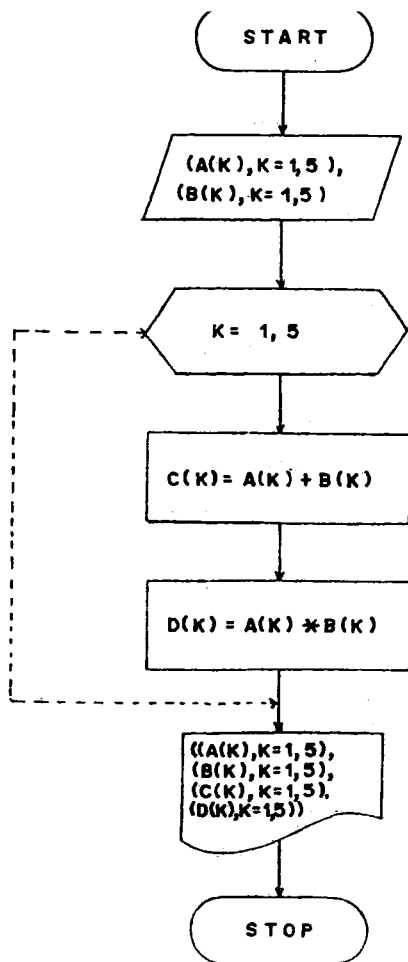 START
(A(K), K=1,5),
(B(K), K=1,5)
K= 1, 5
C(K)= A(K) + B(K)
D(K) = A(K) * B(K)
((A(K),K=1,5),
(B(K), K=1,5),
(C(K), K=1,5).
(D(K),K=1,5))
STOP